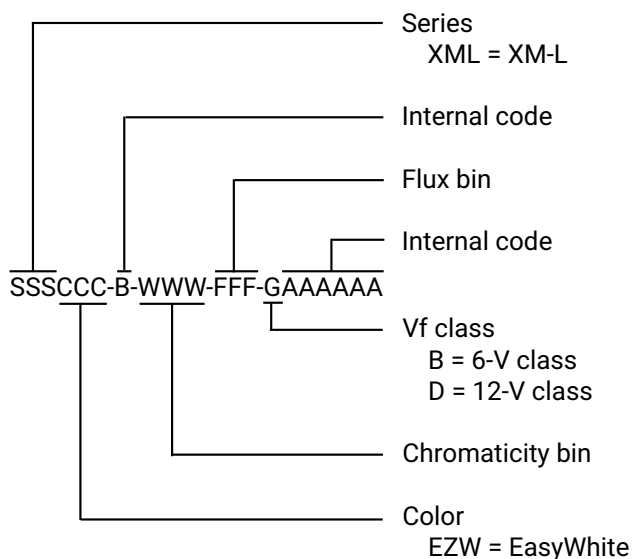 Series
XML = XM-L
Internal code
Flux bin
Internal code
SSSCCC-B-WWW-FFF-GAAAAAA
Vf class
B = 6-V class
D = 12-V class
Chromaticity bin
Color
EZW = EasyWhite